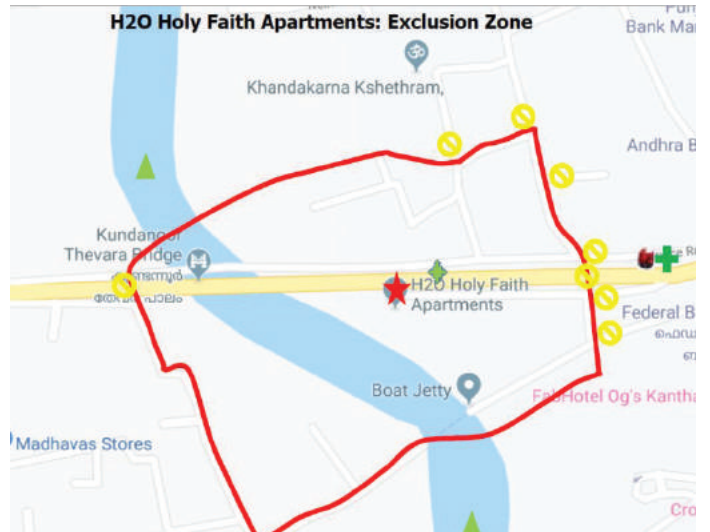 H2O Holy Faith Apartments: Exclusion Zone
Bank Ma
Khandakarna Kshethram,
Andhra B
Kundanoor
Thevara Bridge
H2O Holy Faith
Apartments
Federal B
Boat Jetty
FabHotel Og's Kantha
Madhavas Stores
Cro